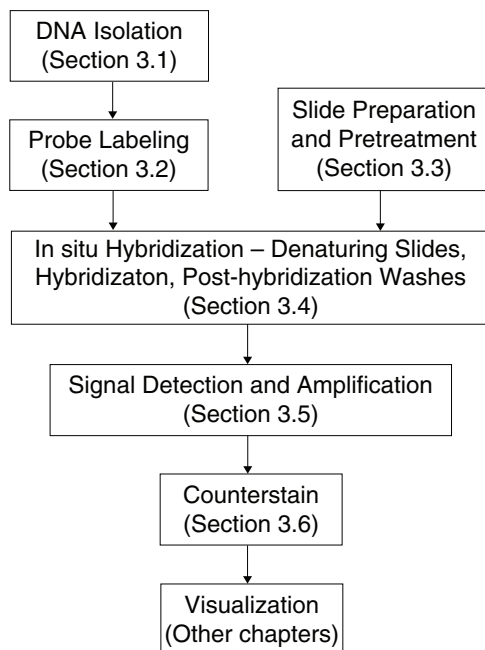 DNA Isolation
(Section 3.1)
Probe Labeling
(Section 3.2)
Slide Preparation
and Pretreatment
(Section 3.3)
In situ Hybridization – Denaturing Slides,
Hybridizaton, Post-hybridization Washes
(Section 3.4)
Signal Detection and Amplification
(Section 3.5)
Counterstain
(Section 3.6)
Visualization
(Other chapters)